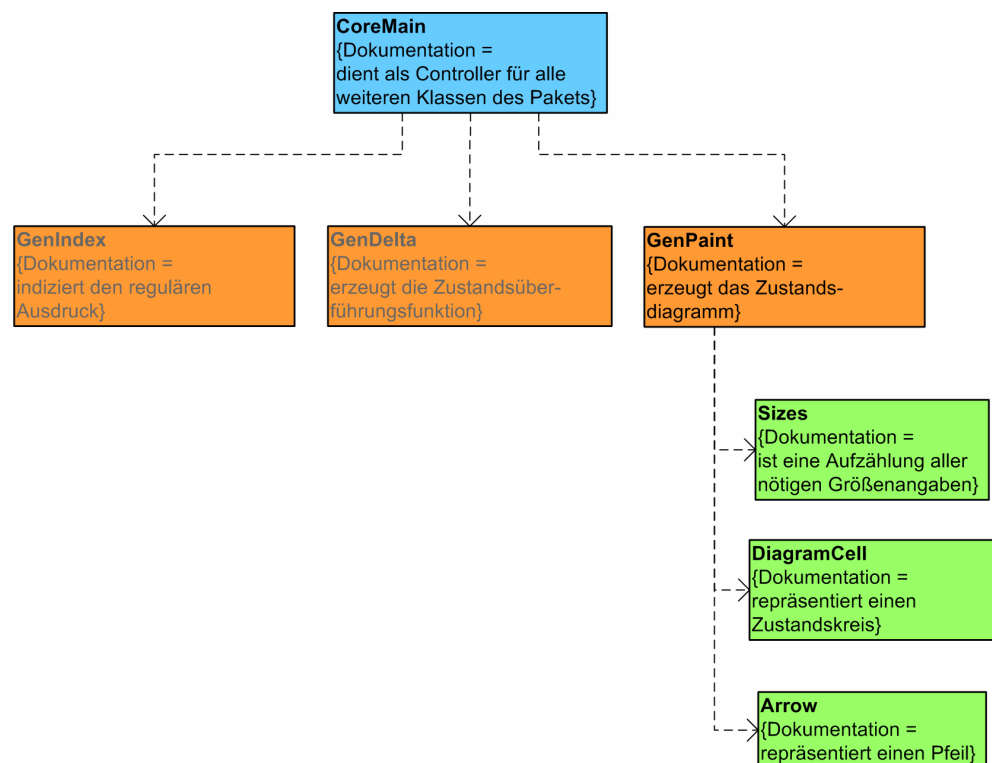 CoreMain
{Dokumentation =
dient als Controller für alle
weiteren Klassen des Pakets}
GenIndex
{Dokumentation =
indiziert den regulären
Ausdruck}
GenDelta
{Dokumentation =
erzeugt die Zustandsüber-
führungsfunktion}
GenPaint
{Dokumentation =
erzeugt das Zustands-
diagramm}
Sizes
{Dokumentation =
ist eine Aufzählung aller
nötigen Größenangaben}
DiagramCell
{Dokumentation =
repräsentiert einen
Zustandskreis}
Arrow
{Dokumentation =
repräsentiert einen Pfeil}